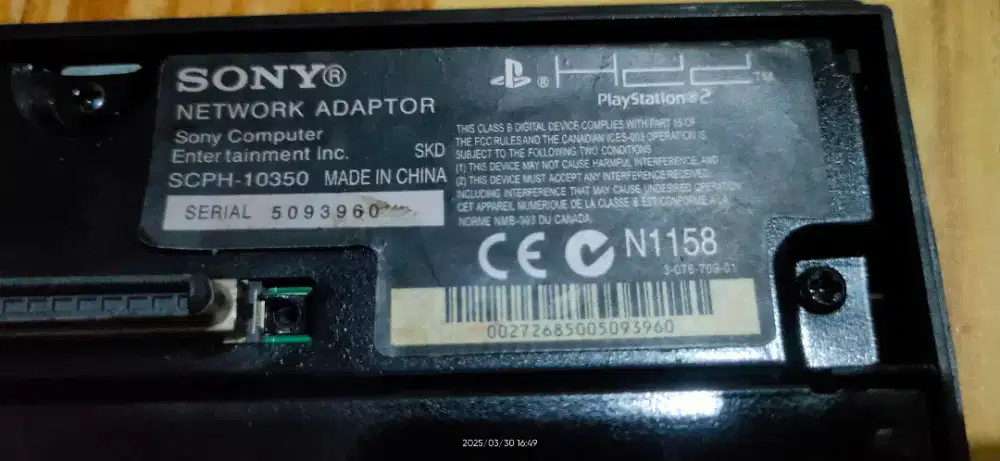 SONY®
NETWORK ADAPTOR
Sony Computer
Entertainment Inc. SKD
SCPH-10350 MADE IN CHINA
SERIAL 5093960
® HDD ™
PlayStation®2
THIS CLASS B DIGITAL DEVICE COMPLIES WITH PART 15 OF
THE FCC RULES AND THE CANADIAN ICES-003 OPERATION IS
SUBJECT TO THE FOLLOWING TWO CONDITIONS
(1) THIS DEVICE MAY NOT CAUSE HARMFUL INTERFERENCE, AND
(2) THIS DEVICE MUST ACCEPT ANY INTERFERENCE RECEIVED,
INCLUDING INTERFERENCE THAT MAY CAUSE UNDESIRED OPERATION
CET APPAREIL NUMERIQUE DE LA CLASSE B EST CONFORME A LA
NORME NMB-003 DU CANADA.
CE N1158
3-076-709-01
00272685005093960
2025/03/30 16:49